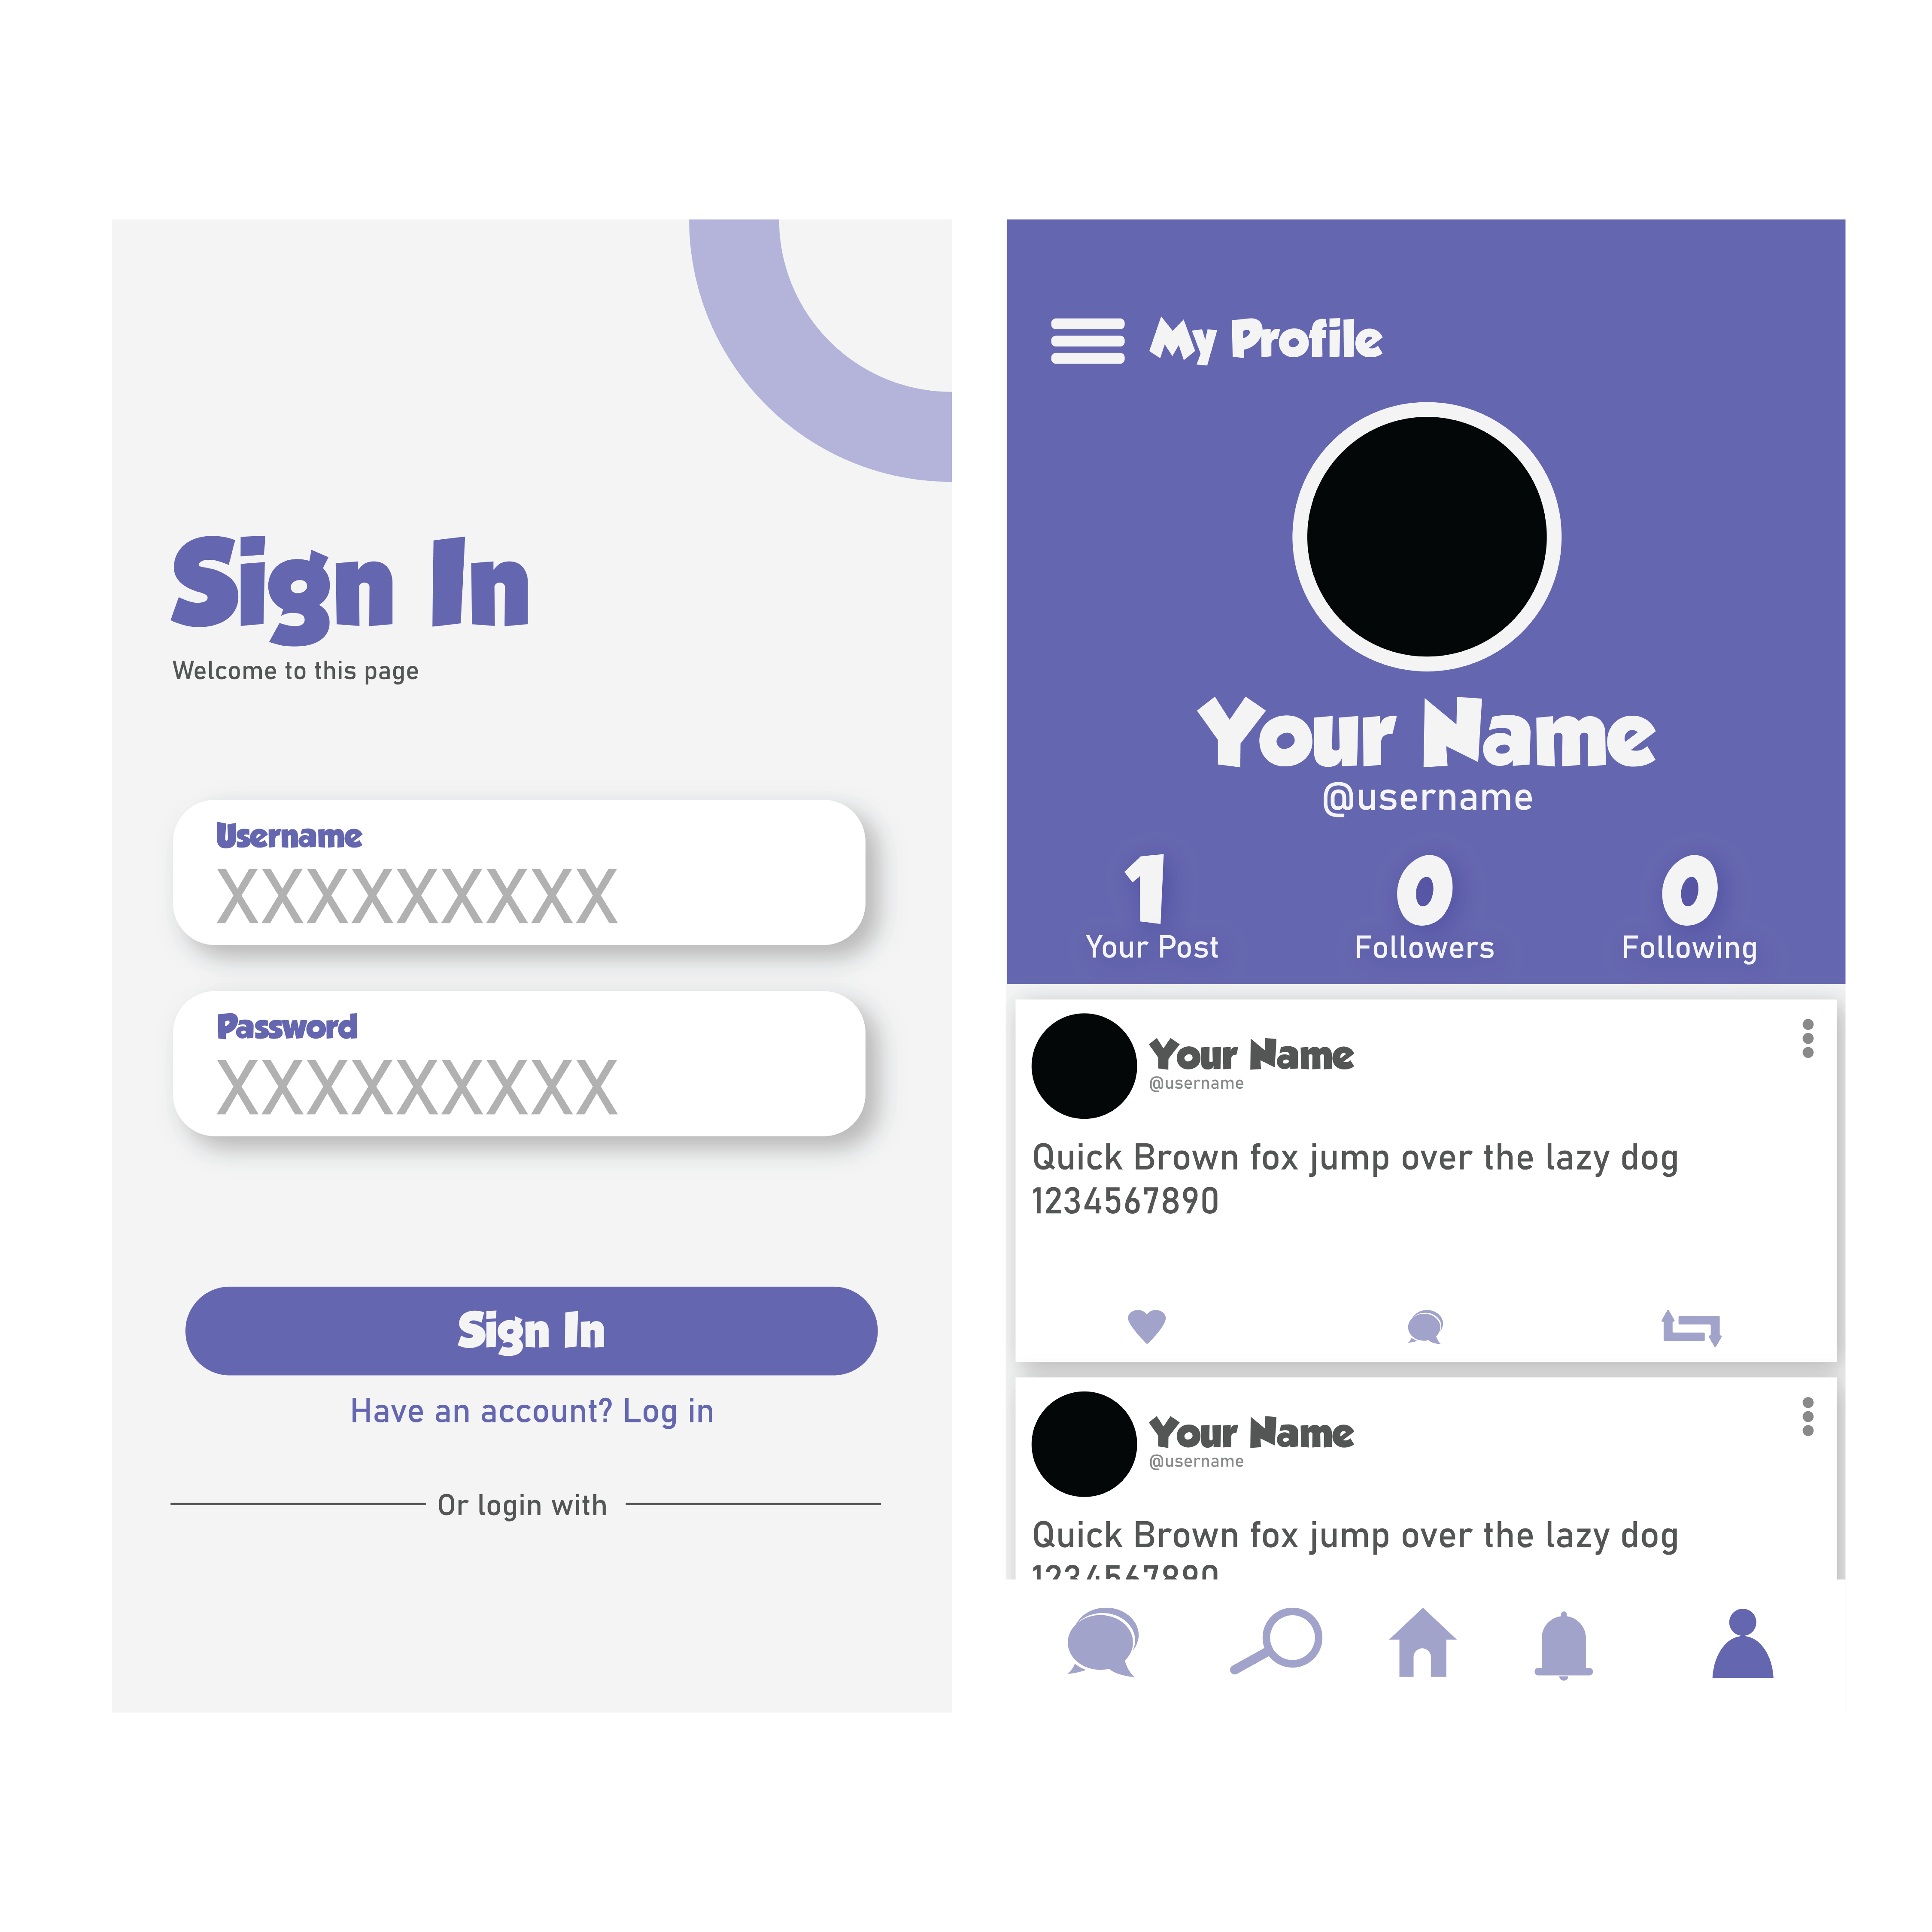 Sign In
Welcome to this page
Username
XXXXXXXXX
Password
XXXXXXXXX
Sign In
Have an account? Log in
Or login with
My Profile
Your Name
@username
1 0 0
Your Post Followers Following
Your Name
@username
Quick Brown fox jump over the lazy dog
1234567890
Your Name
@username
Quick Brown fox jump over the lazy dog
1234567890